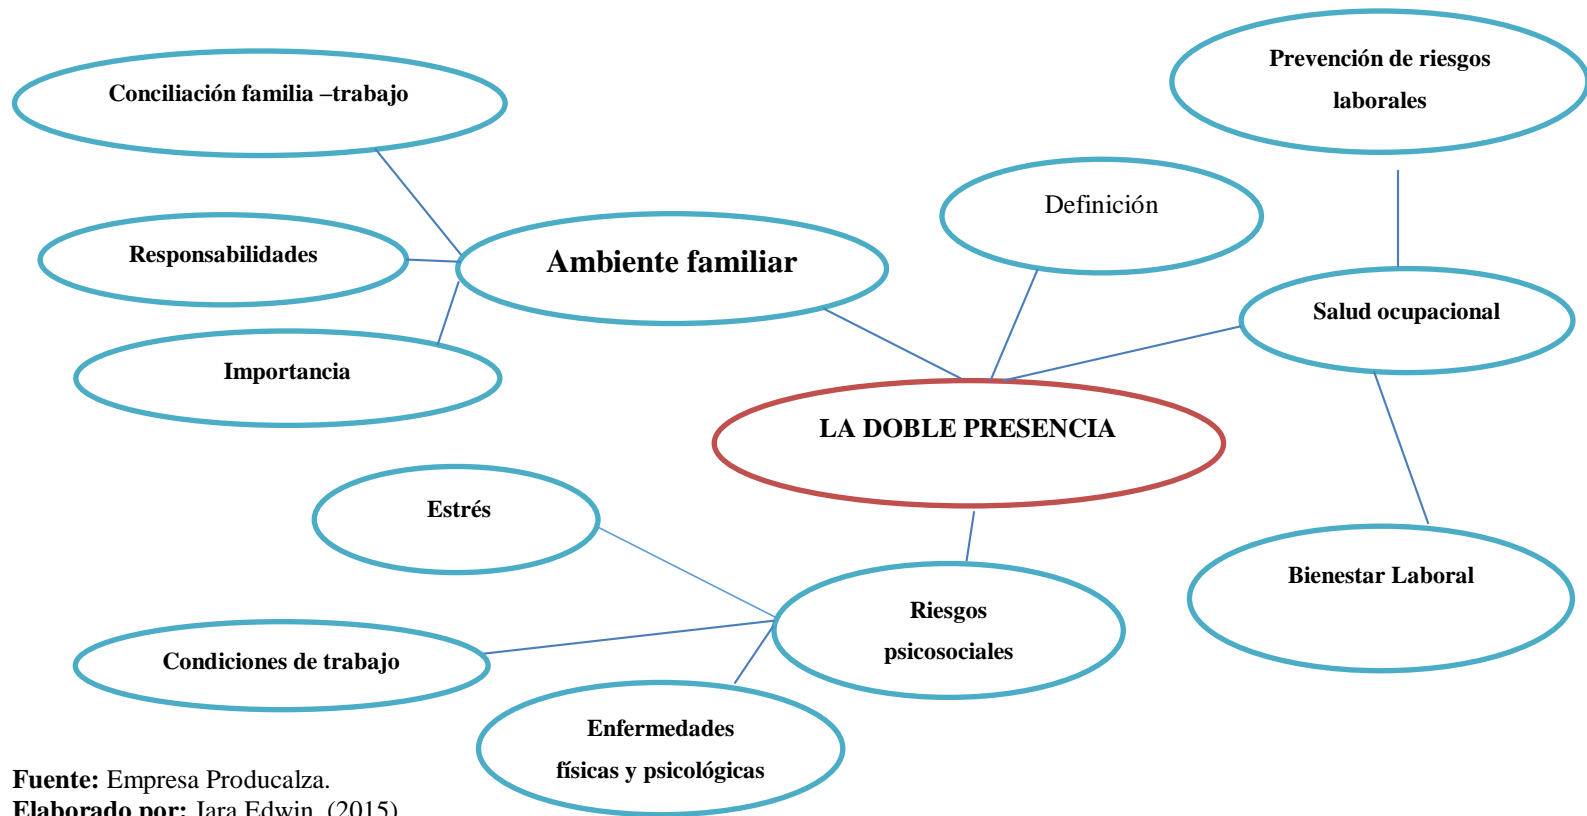 Prevención de riesgos
laborales
Conciliación familia –trabajo
Definición
Responsabilidades
Ambiente familiar
Salud ocupacional
Importancia
LA DOBLE PRESENCIA
Estrés
Bienestar Laboral
Riesgos
psicosociales
Condiciones de trabajo
Enfermedades
físicas y psicológicas
Fuente: Empresa Producalza.
Elaborado por: Jara Edwin, (2015)